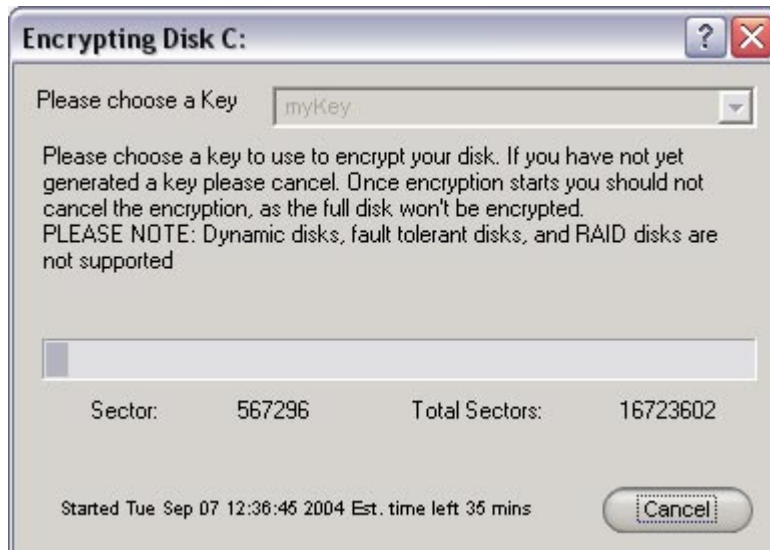 Encrypting Disk C:
Please choose a Key myKey
Please choose a key to use to encrypt your disk. If you have not yet
generated a key please cancel. Once encryption starts you should not
cancel the encryption, as the full disk won't be encrypted.
PLEASE NOTE: Dynamic disks, fault tolerant disks, and RAID disks are
not supported
Sector: 567296 Total Sectors: 16723602
Started Tue Sep 07 12:36:45 2004 Est. time left 35 mins Cancel